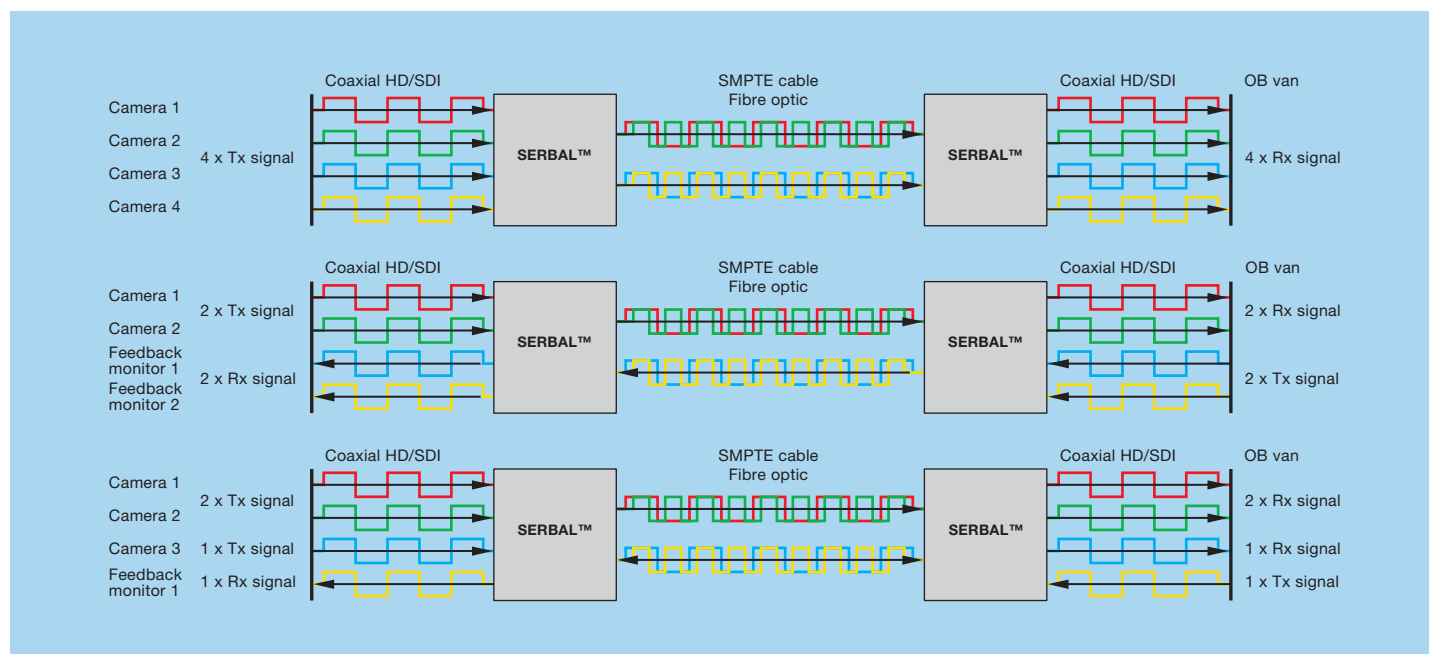 Coaxial HD/SDI
SMPTE cable
Fibre optic
Coaxial HD/SDI
OB van
Camera 1
Camera 2
4 x Tx signal
Camera 3
Camera 4
SERBAL™
SERBAL™
4 x Rx signal
Coaxial HD/SDI
SMPTE cable
Fibre optic
Coaxial HD/SDI
OB van
Camera 1
2 x Tx signal
Camera 2
Feedback
monitor 1
2 x Rx signal
Feedback
monitor 2
SERBAL™
SERBAL™
2 x Rx signal
2 x Tx signal
Coaxial HD/SDI
SMPTE cable
Fibre optic
Coaxial HD/SDI
OB van
Camera 1
2 x Tx signal
Camera 2
Camera 3 1 x Tx signal
Feedback
monitor 1
1 x Rx signal
SERBAL™
SERBAL™
2 x Rx signal
1 x Rx signal
1 x Tx signal